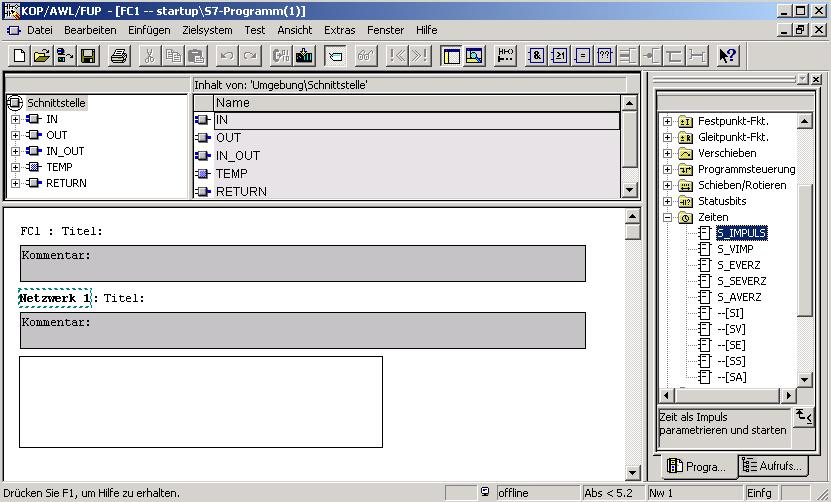 KOP/AWL/FUP - [FC1 -- startup\S7-Programm(1)]
Datei Bearbeiten Einfügen Zielsystem Test Ansicht Extras Fenster Hilfe
Inhalt von: 'Umgebung\Schnittstelle'
Schnittstelle
IN
OUT
IN_OUT
TEMP
RETURN
Name
IN
OUT
IN_OUT
TEMP
RETURN
FC1 : Titel:
Kommentar:
Netzwerk 1: Titel:
Kommentar:
Festpunkt-Fkt.
Gleitpunkt-Fkt.
Verschieben
Programmsteuerung
Schieben/Rotieren
Statusbits
Zeiten
S_IMPULS
S_VIMP
S_EVERZ
S_SEVERZ
S_AVERZ
--[SI]
--[SV]
--[SE]
--[SS]
--[SA]
Zeit als Impuls
parametrieren und starten
Progra...
Aufrufs...
Drücken Sie F1, um Hilfe zu erhalten.
offline
Abs < 5.2
Nw 1
Einfg